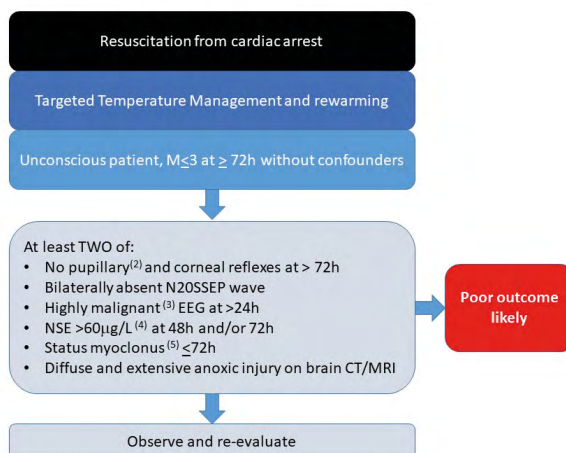 Resuscitation from cardiac arrest
Targeted Temperature Management and rewarming
Unconscious patient, M≤3 at ≥ 72h without confounders
At least TWO of:
• No pupillary(2) and corneal reflexes at > 72h
• Bilaterally absent N20SSEP wave
• Highly malignant (3) EEG at >24h
• NSE >60μg/L (4) at 48h and/or 72h
• Status myoclonus (5) ≤72h
• Diffuse and extensive anoxic injury on brain CT/MRI
Poor outcome
likely
Observe and re-evaluate